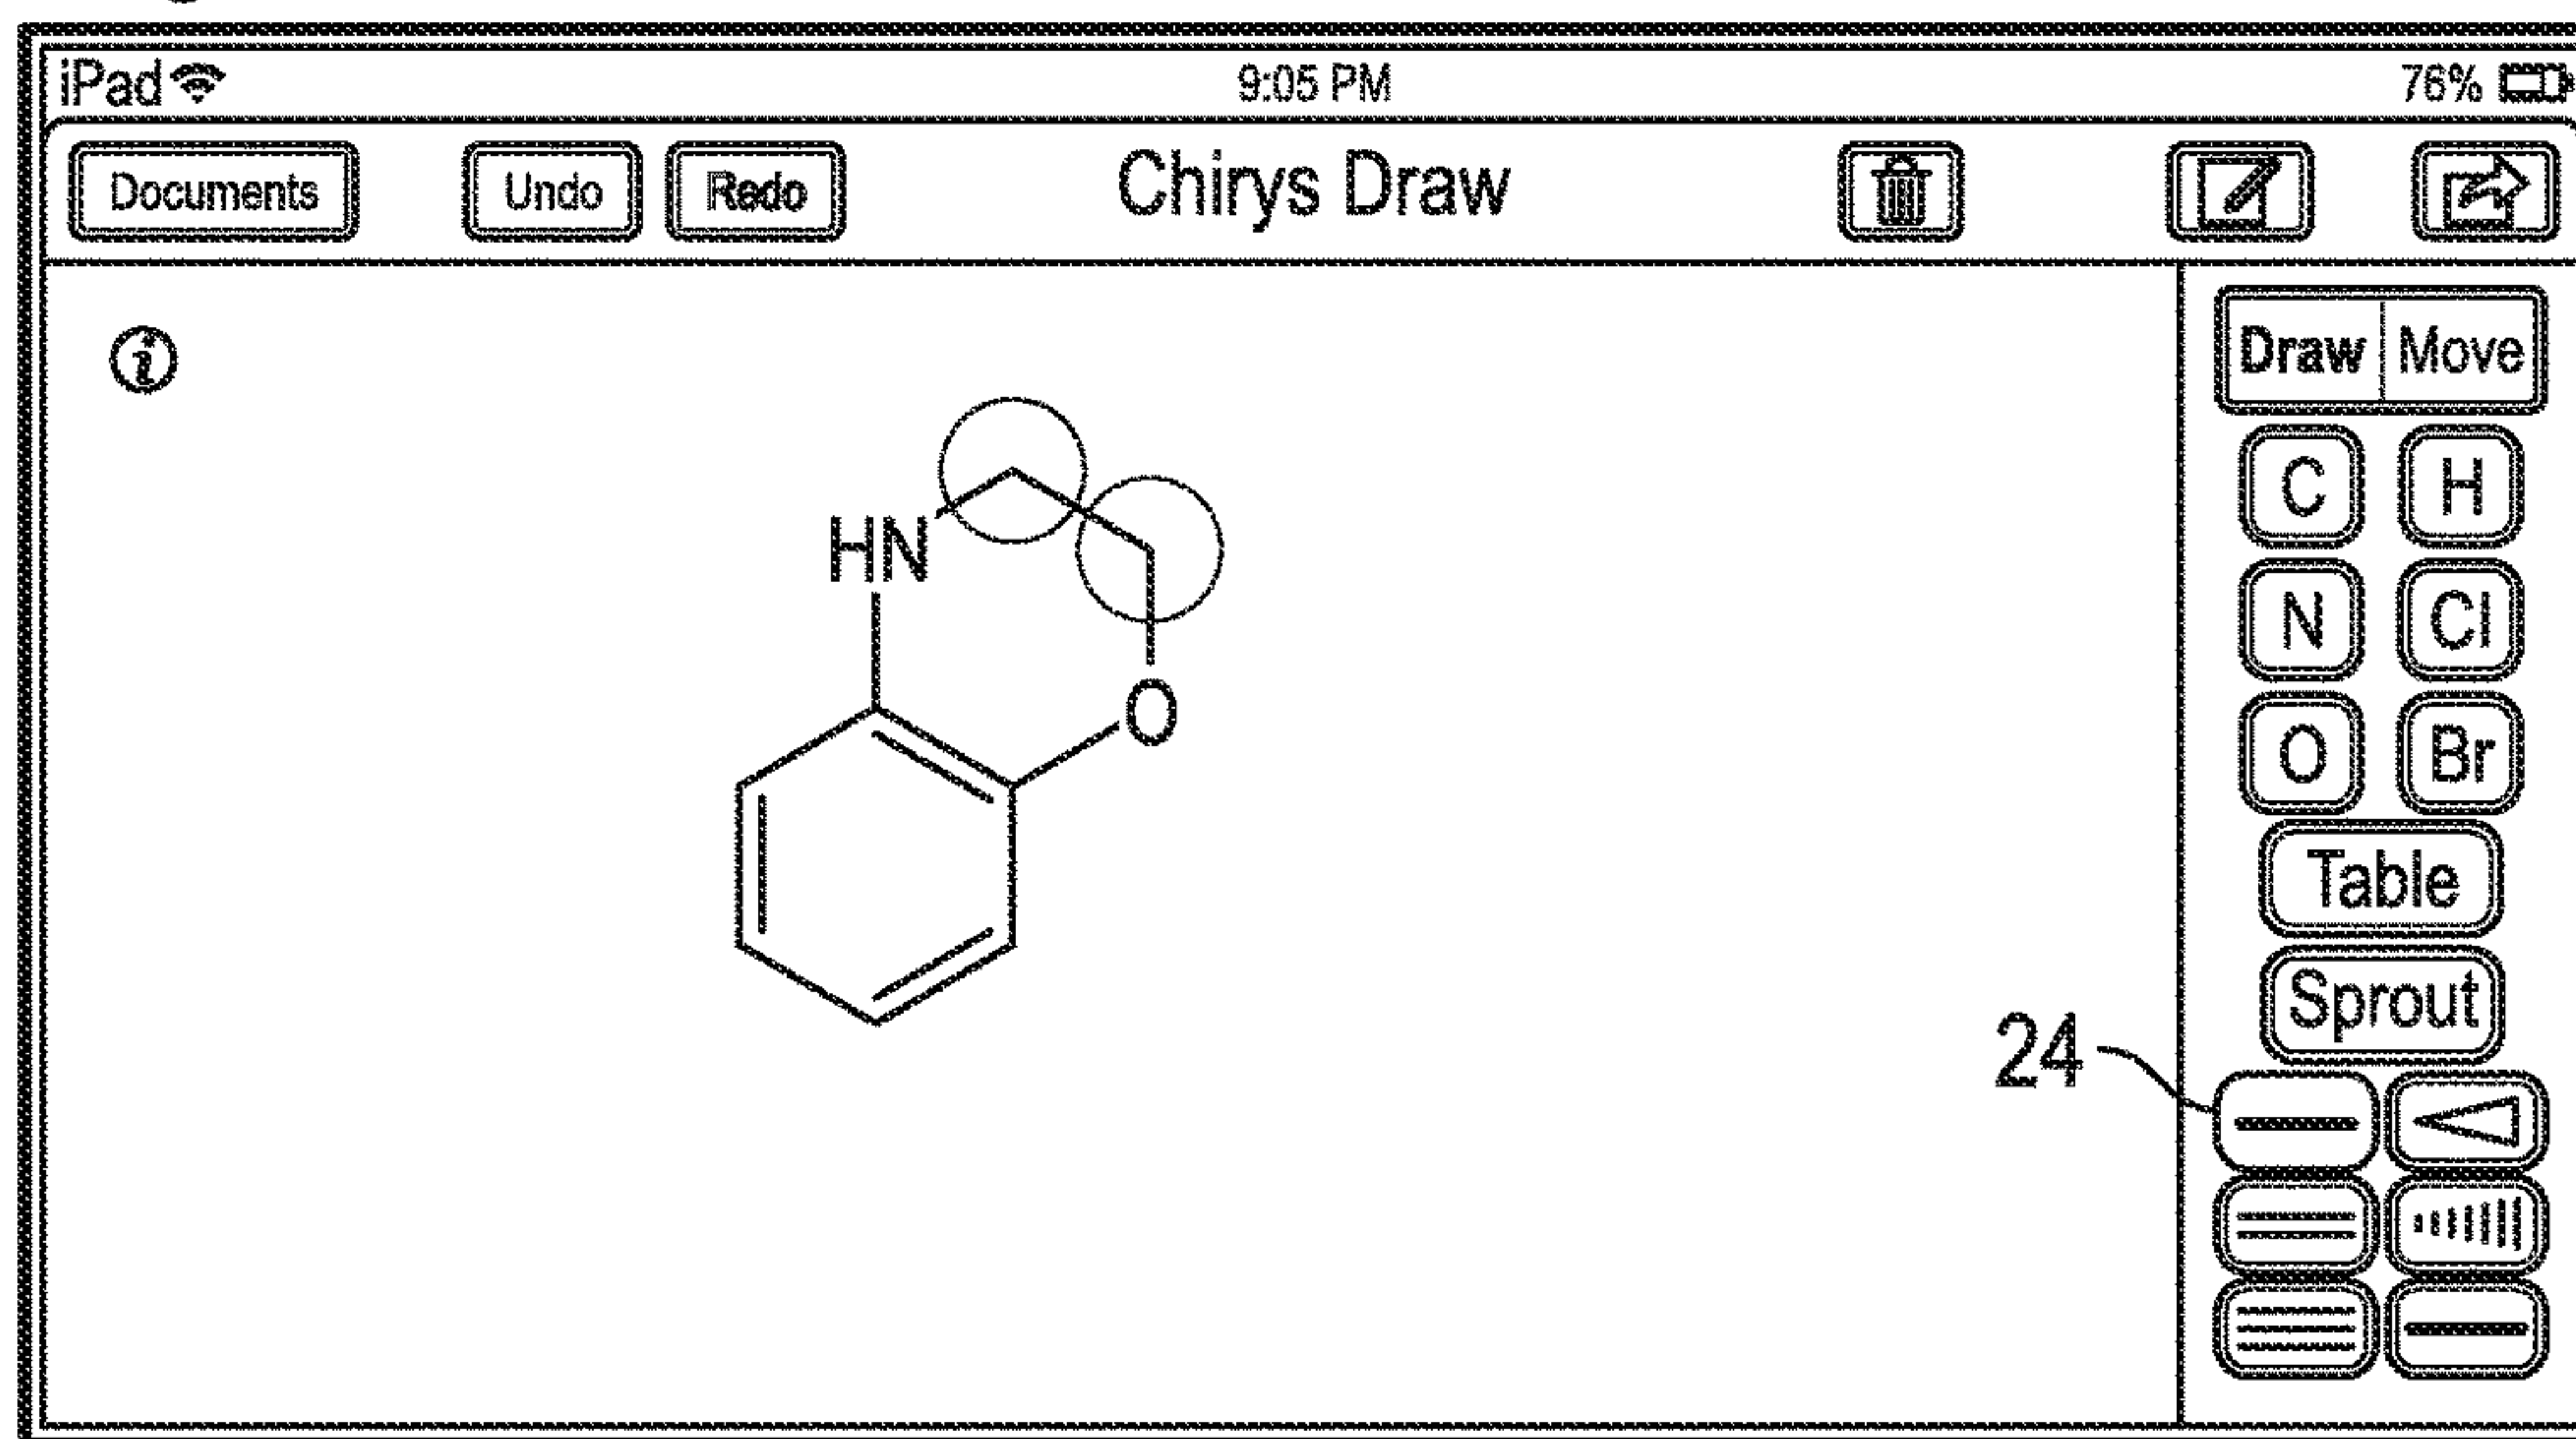 iPad 9:05 PM 76%
Documents Undo Redo Chirys Draw
i
Draw Move
C H
HN
N Cl
O
O Br
Table
Sprout
24